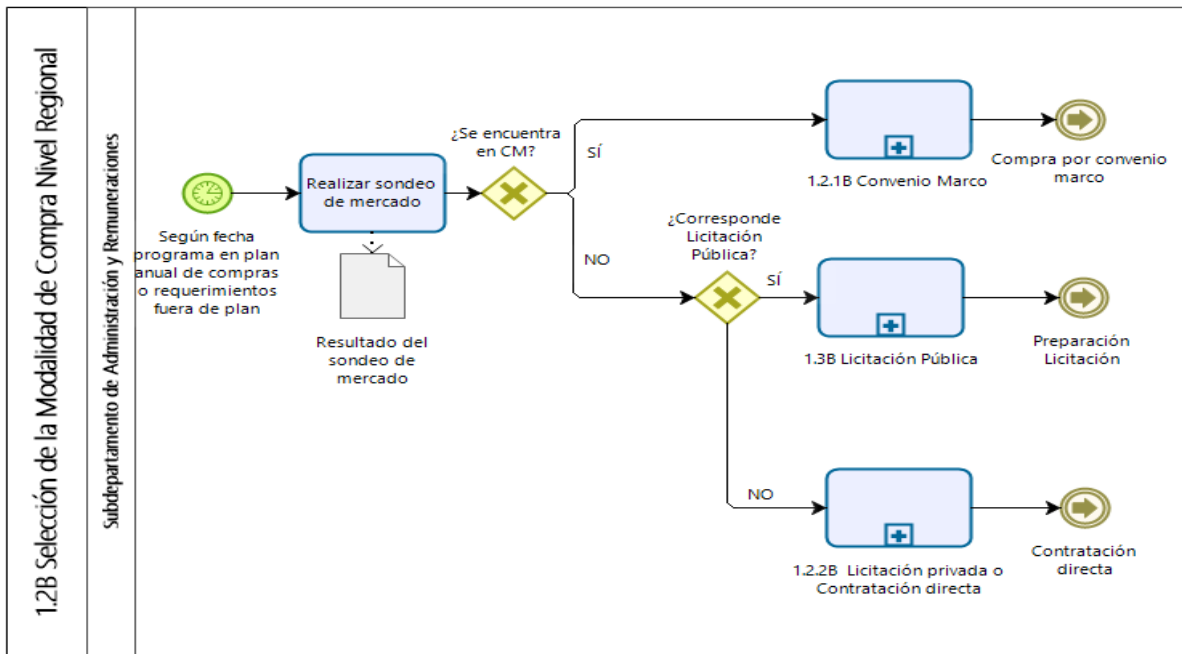 1.2B Selección de la Modalidad de Compra Nivel Regional
Subdepartamento de Administración y Remuneraciones
Según fecha
programa en plan
anual de compras
o requerimientos
fuera de plan
Realizar sondeo
de mercado
Resultado del
sondeo de
mercado
¿Se encuentra
en CM?
SÍ
NO
1.2.1B Convenio Marco
Compra por convenio
marco
¿Corresponde
Licitación
Pública?
SÍ
NO
1.3B Licitación Pública
Preparación
Licitación
1.2.2B Licitación privada o
Contratación directa
Contratación
directa